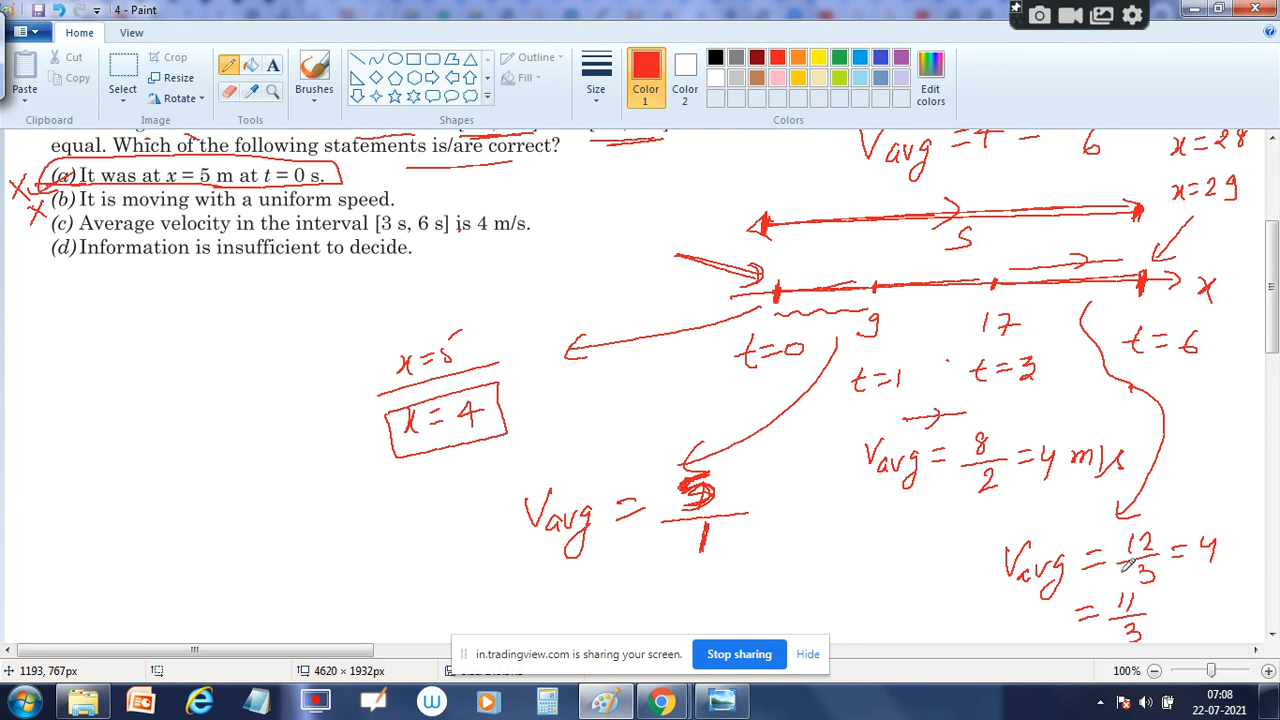 4 - Paint
Home
View
Paste
Cut
Copy
Clipboard
Select
Crop
Resize
Rotate
Image
Tools
Brushes
Shapes
Outline
Fill
Size
Color 1
Color 2
Edit colors
Colors
equal. Which of the following statements is/are correct?
(a) It was at x = 5 m at t = 0 s.
(b) It is moving with a uniform speed.
(c) Average velocity in the interval [3 s, 6 s] is 4 m/s.
(d) Information is insufficient to decide.
X
X
Vavg = 4
6
x = 28
x = 29
S
x
9
17
t=0
t=1
t=3
t=6
x=5
x=4
Vavg = 8/2 = 4 m/s
Vavg = 5/1
Vavg = 12/3 = 4
= 11/3
in.tradingview.com is sharing your screen.
Stop sharing
Hide
1193, 767px
4620 × 1932px
100%
07:08
22-07-2021